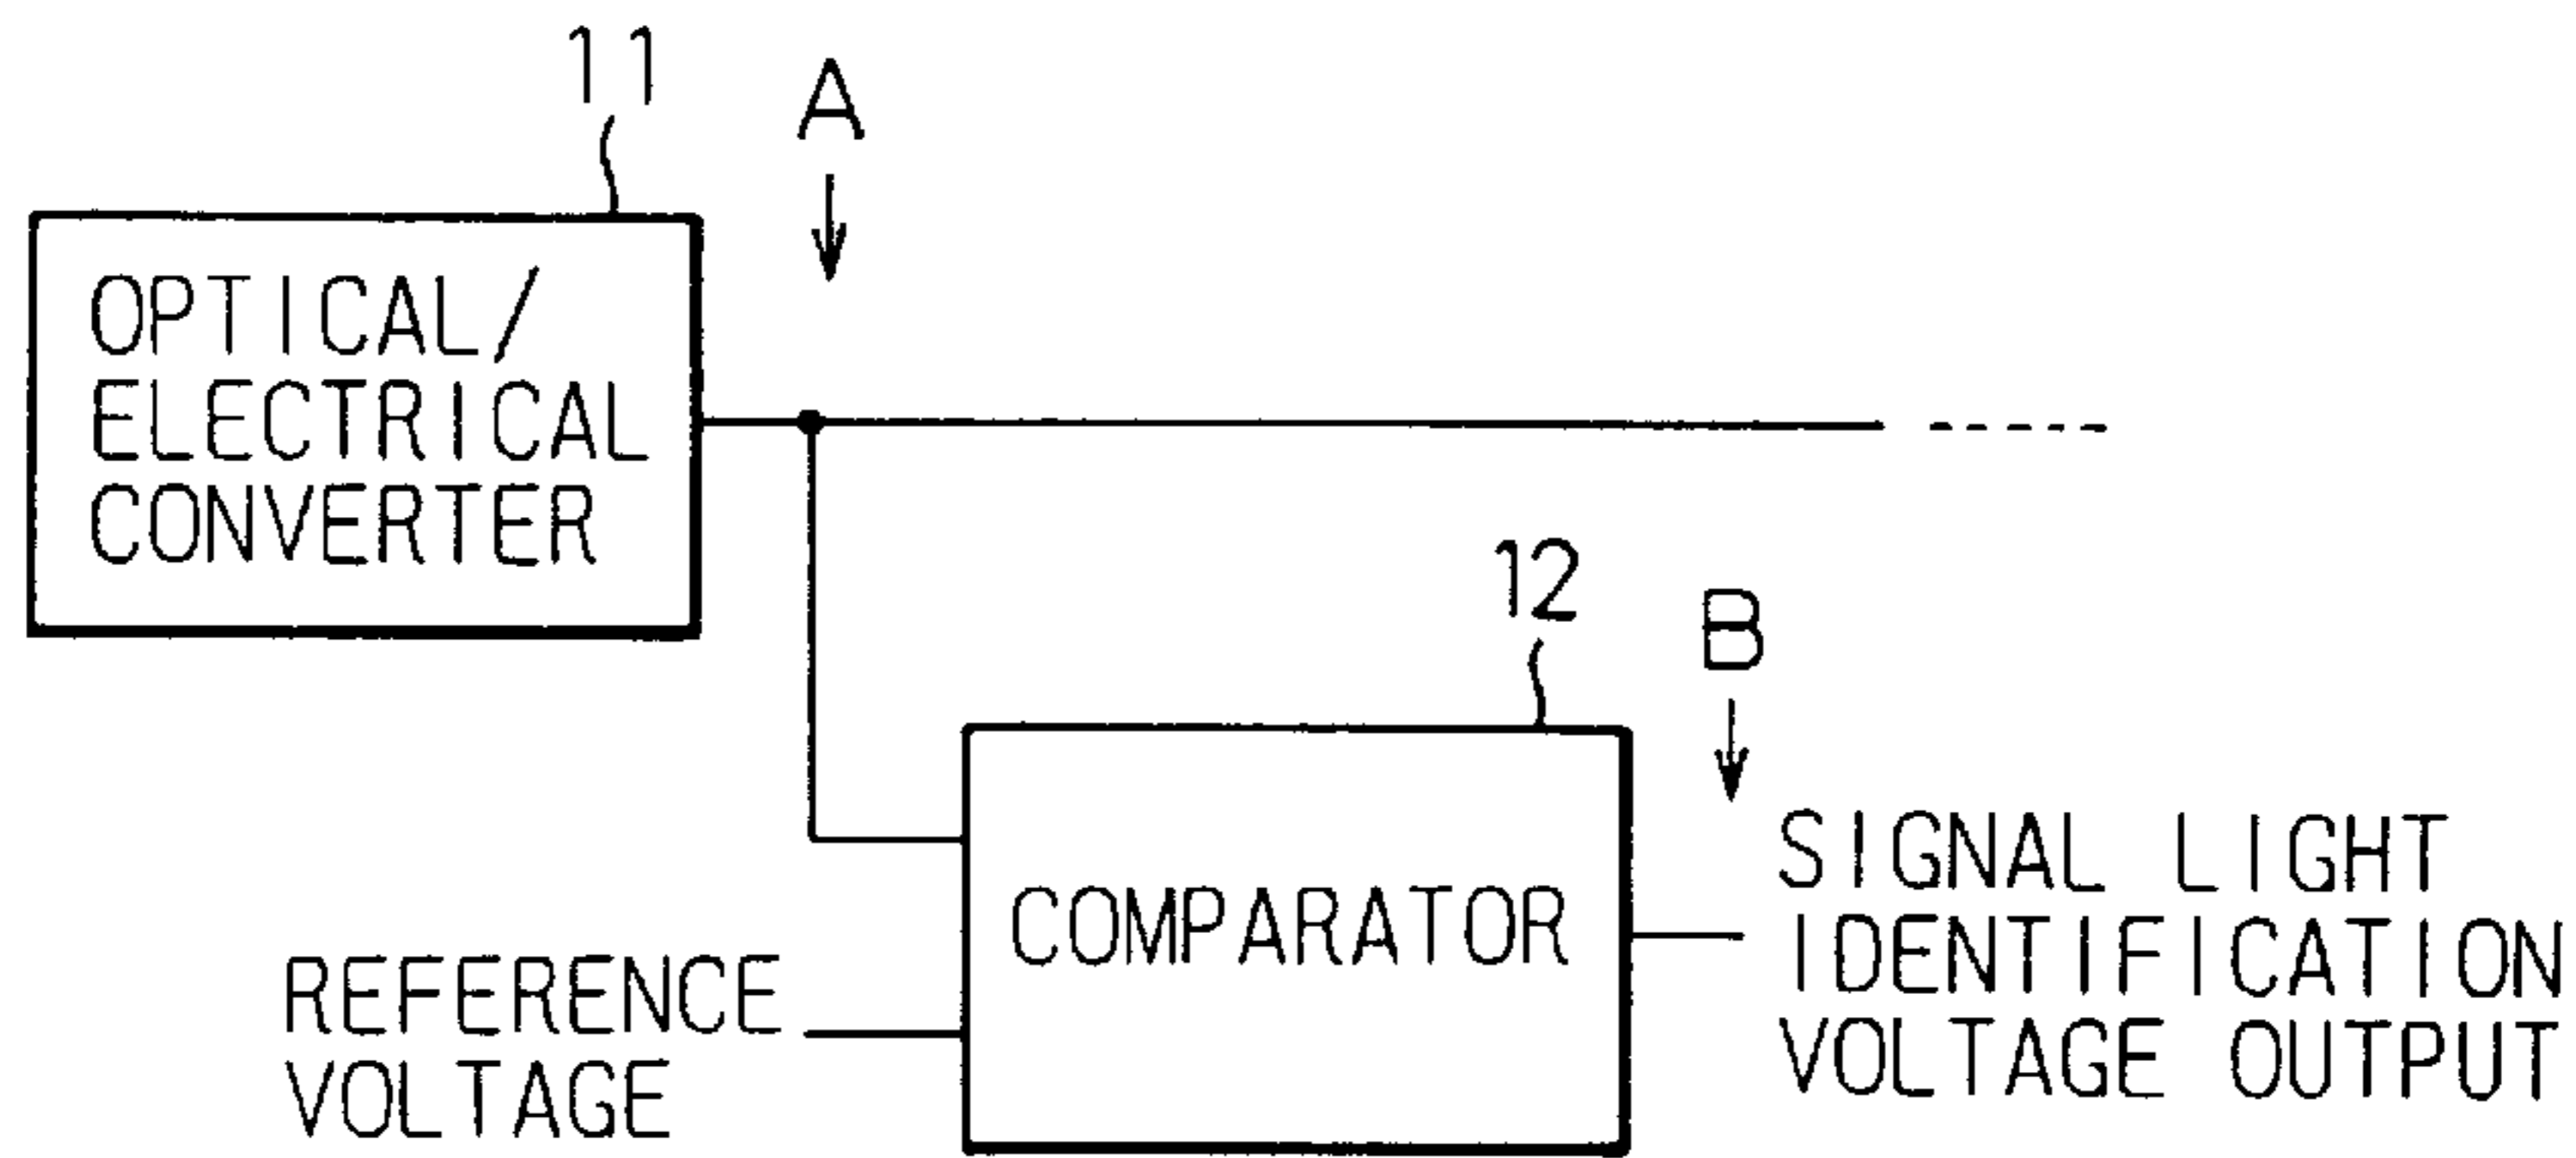 11
A
OPTICAL/
ELECTRICAL
CONVERTER
12
B
COMPARATOR
REFERENCE
VOLTAGE
SIGNAL LIGHT
IDENTIFICATION
VOLTAGE OUTPUT